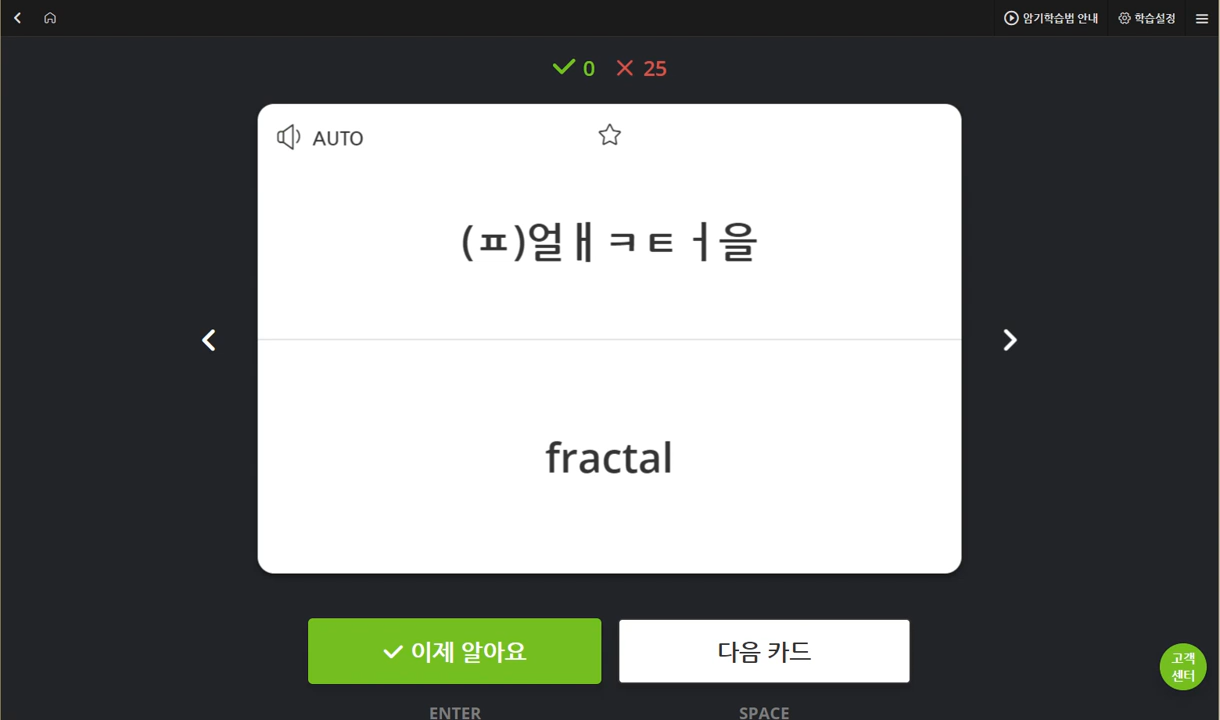 암기학습법 안내
학습설정
0
25
AUTO
(ㅍ)얼ㅐㅋㅌㅓ을
fractal
이제 알아요
다음 카드
ENTER
SPACE
고객
센터